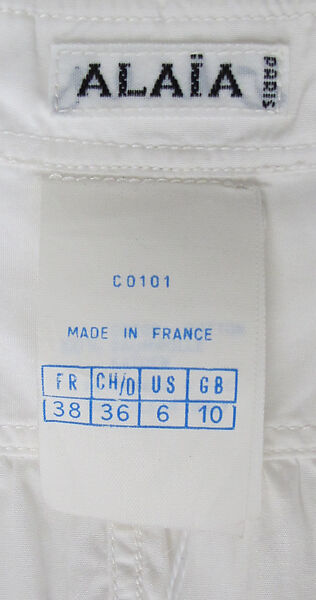 ALAÏA PARIS
C0101
MADE IN FRANCE
FR CH/D US GB
38 36 6 10